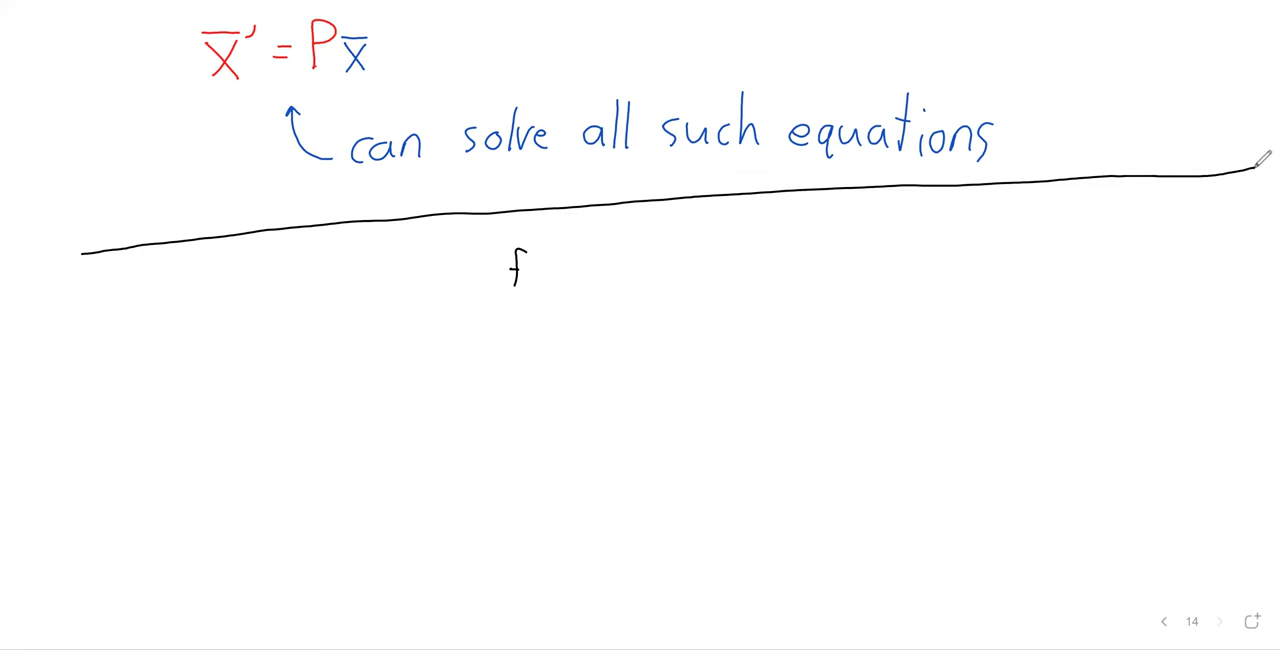 x̅' = Px̅
can solve all such equations
f
14